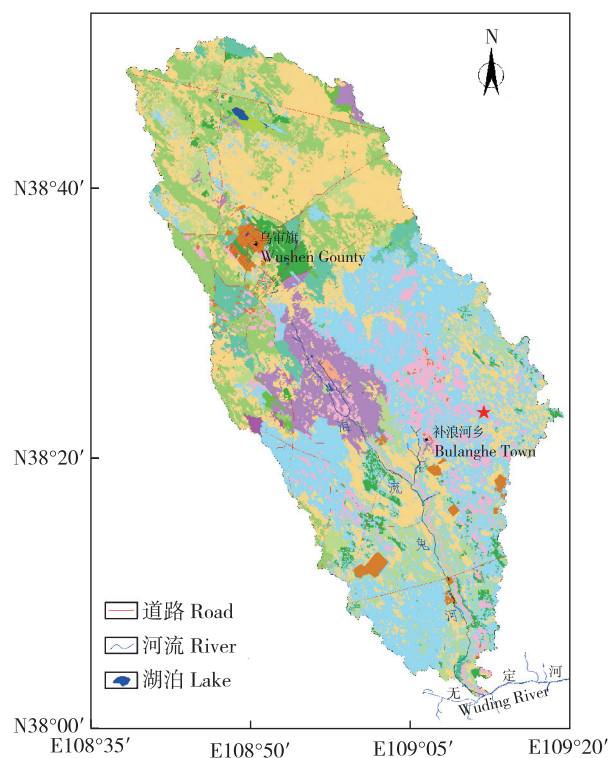 N
N38°40′
乌审旗
Wushen Gounty
补浪河乡
N38°20′
Bulanghe Town
海
流
兔
河
道路 Road
河流 River
湖泊 Lake
无定河
Wuding River
N38°00′
E108°35′
E108°50′
E109°05′
E109°20′